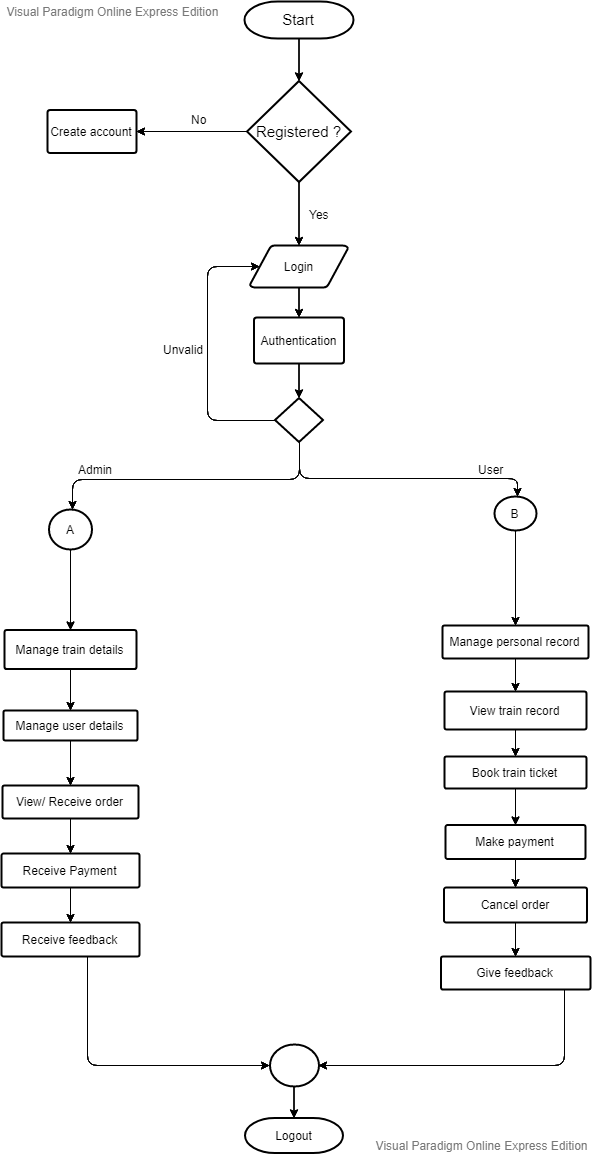 Visual Paradigm Online Express Edition
Start
Registered ?
No
Create account
Yes
Login
Authentication
Unvalid
Admin
User
A
B
Manage train details
Manage user details
View/ Receive order
Receive Payment
Receive feedback
Manage personal record
View train record
Book train ticket
Make payment
Cancel order
Give feedback
Logout
Visual Paradigm Online Express Edition